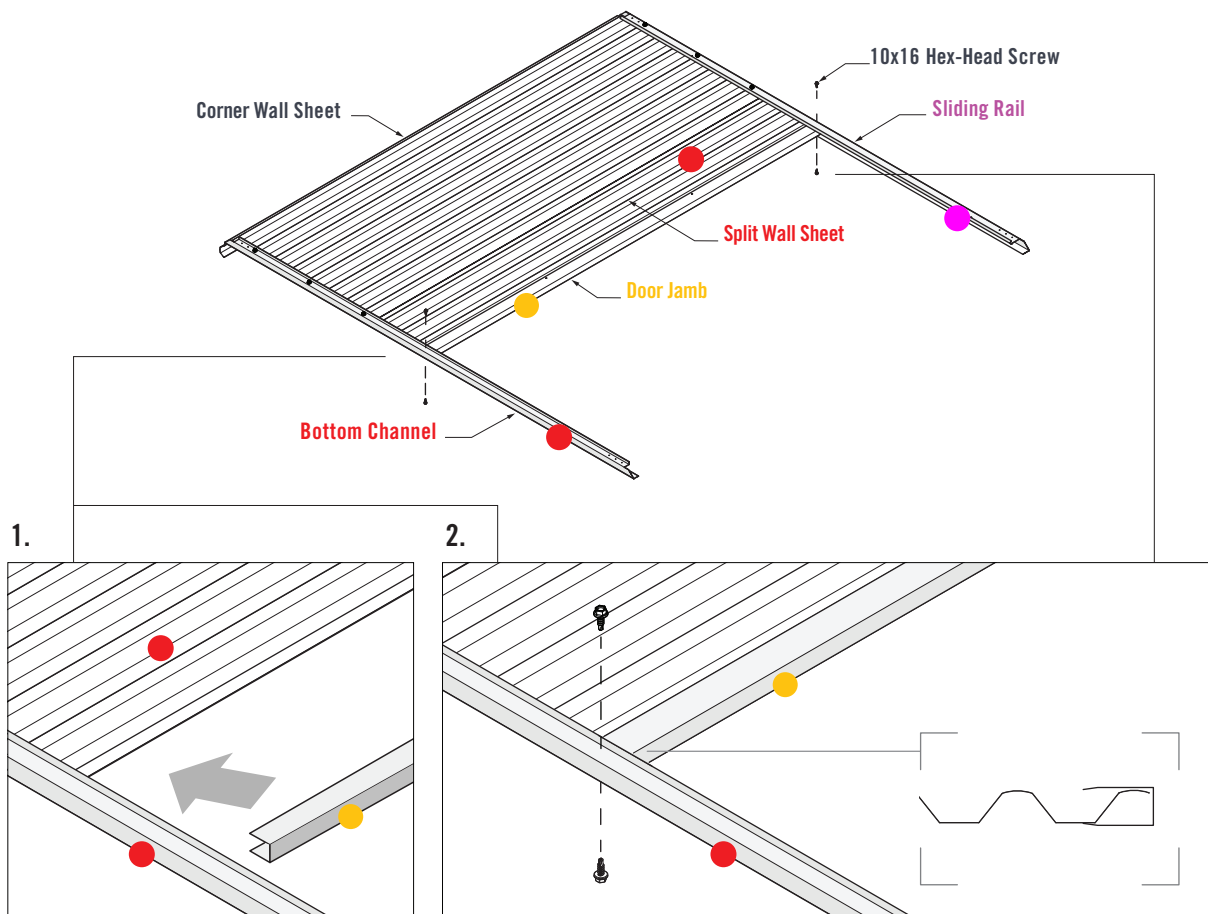 10x16 Hex-Head Screw
Corner Wall Sheet
Sliding Rail
Split Wall Sheet
Door Jamb
Bottom Channel
1.
2.